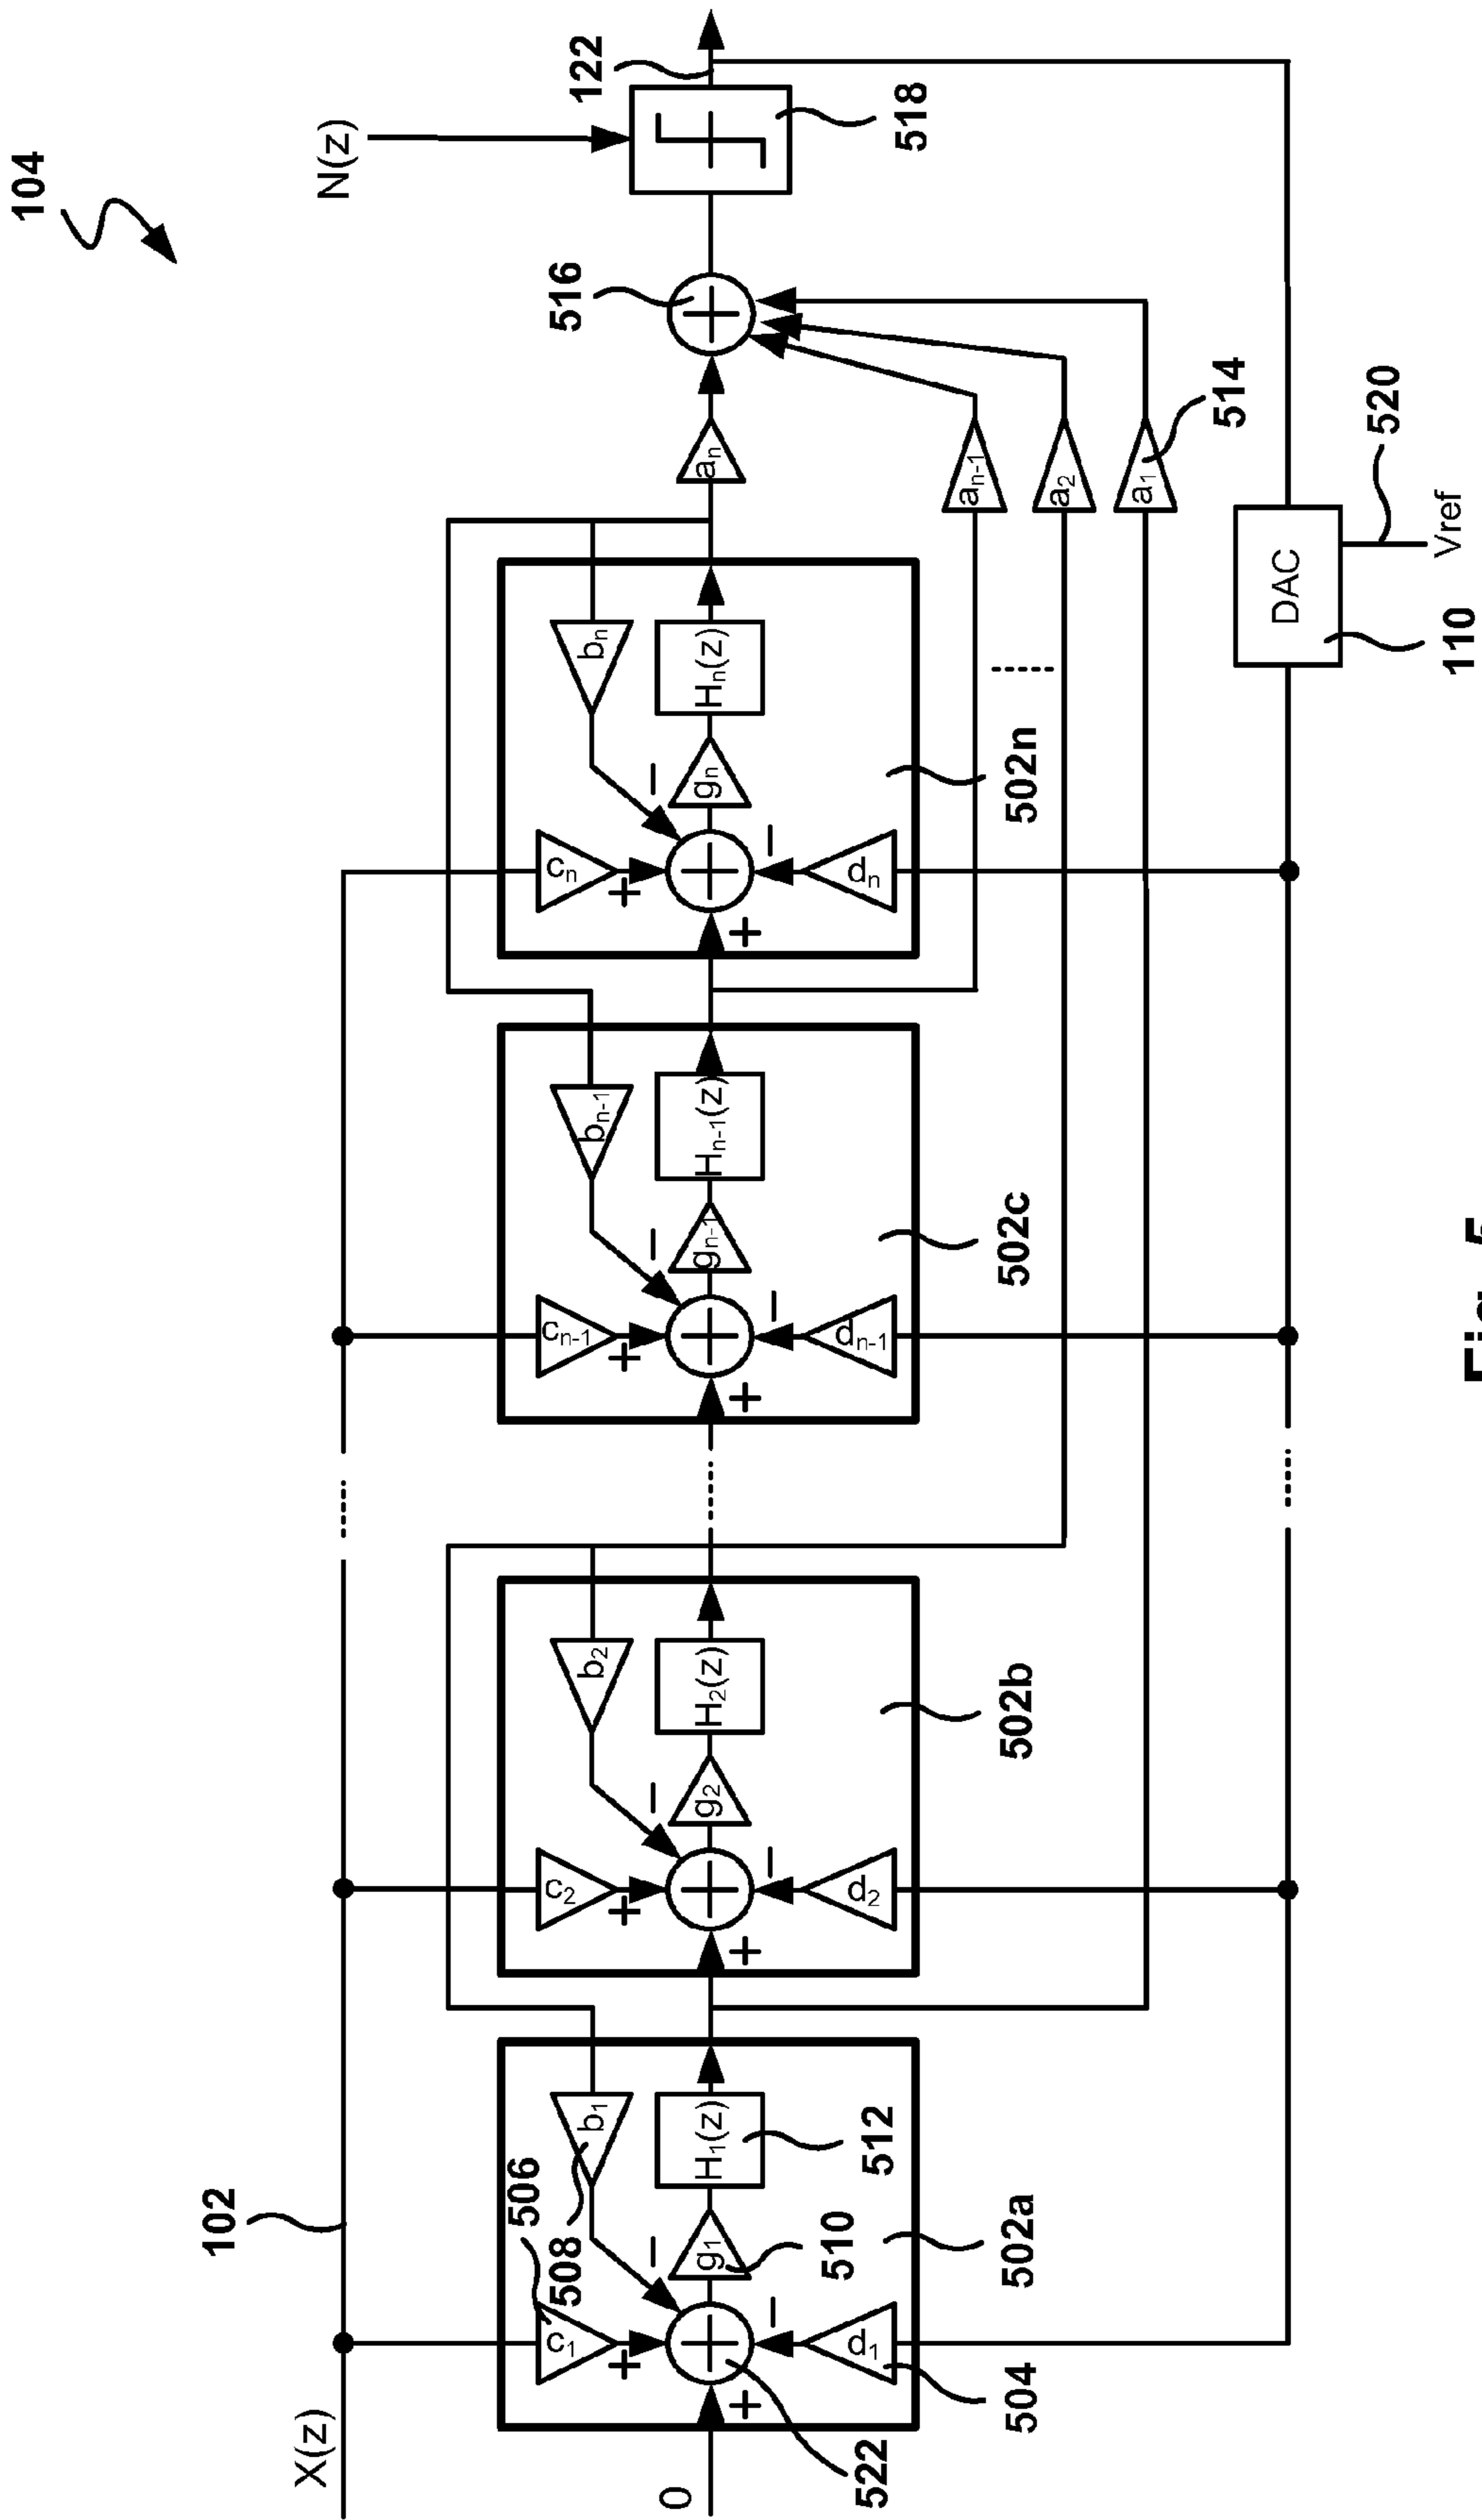 104
N(z)
122
518
516
an
an-1
a2
a1
514
520
Vref
DAC
110
bn
Hn(z)
gn
cn
dn
502n
bn-1
Hn-1(z)
gn-1
cn-1
dn-1
502c
b2
H2(z)
g2
c2
d2
502b
102
506
508
b1
H1(z)
512
g1
510
c1
d1
502a
504
522
X(z)
0